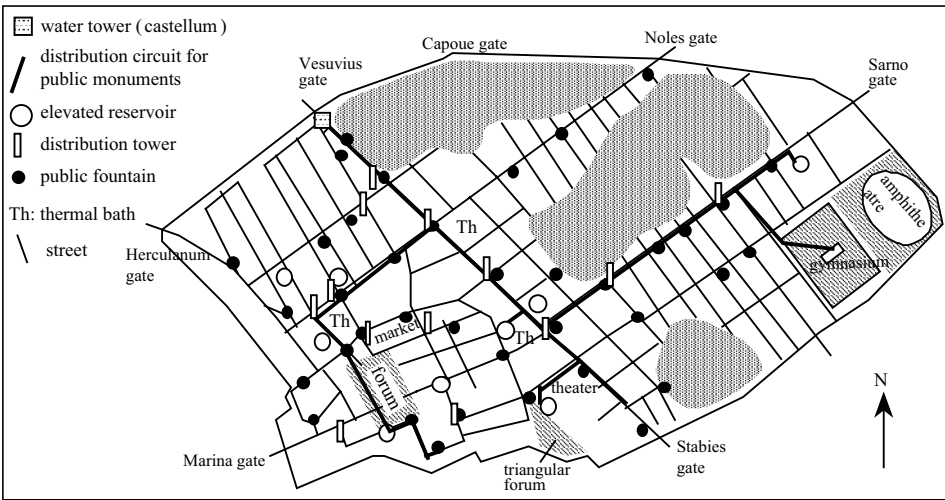 water tower (castellum)
distribution circuit for
public monuments
elevated reservoir
distribution tower
public fountain
Th: thermal bath
street
Vesuvius
gate
Capoue gate
Noles gate
Sarno
gate
Herculanum
gate
Th
amphithe
atre
gymnasium
Th
market
Th
forum
theater
Marina gate
triangular
forum
Stabies
gate
N